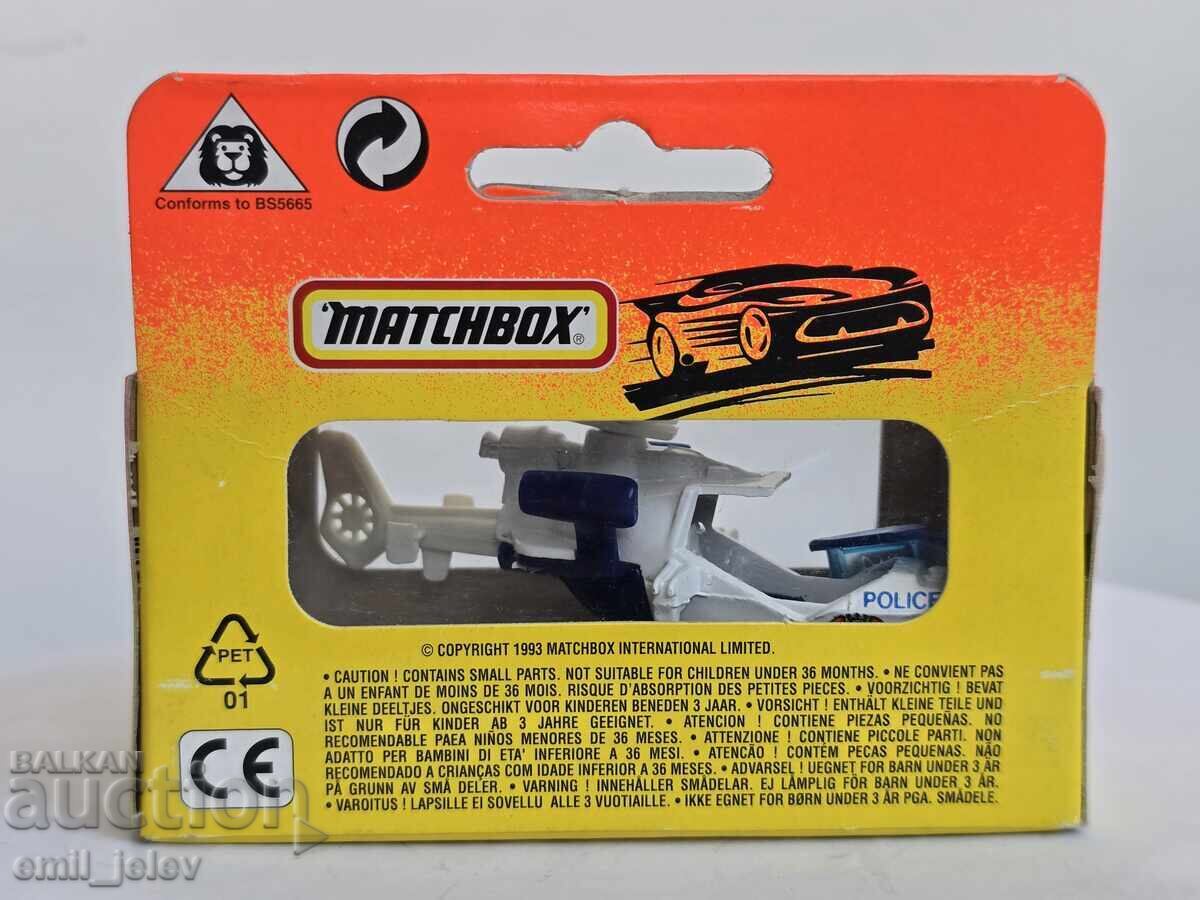 Conforms to BS5665
'MATCHBOX'®
POLICE
© COPYRIGHT 1993 MATCHBOX INTERNATIONAL LIMITED.
• CAUTION ! CONTAINS SMALL PARTS. NOT SUITABLE FOR CHILDREN UNDER 36 MONTHS. • NE CONVIENT PAS
A UN ENFANT DE MOINS DE 36 MOIS. RISQUE D'ABSORPTION DES PETITES PIECES. • VOORZICHTIG ! BEVAT
KLEINE DEELTJES. ONGESCHIKT VOOR KINDEREN BENEDEN 3 JAAR. • VORSICHT ! ENTHÄLT KLEINE TEILE UND
IST NUR FÜR KINDER AB 3 JAHRE GEEIGNET. • ATENCION ! CONTIENE PIEZAS PEQUEÑAS. NO
RECOMENDABLE PAEA NIÑOS MENORES DE 36 MESES. • ATTENZIONE ! CONTIENE PICCOLE PARTI. NON
ADATTO PER BAMBINI DI ETA' INFERIORE A 36 MESI. • ATENCÃO ! CONTÉM PECAS PEQUENAS. NÃO
RECOMENDADO A CRIANÇAS COM IDADE INFERIOR A 36 MESES. • ADVARSEL ! UEGNET FOR BARN UNDER 3 ÅR
PÅ GRUNN AV SMÅ DELER. • VARNING ! INNEHÅLLER SMÅDELAR. EJ LÄMPLIG FÖR BARN UNDER 3 ÅR.
• VAROITUS ! LAPSILLE EI SOVELLU ALLE 3 VUOTIAILLE. • IKKE EGNET FOR BØRN UNDER 3 ÅR PGA. SMÅDELE.
PET
01
CE
BALKAN
auction
emil_jelev